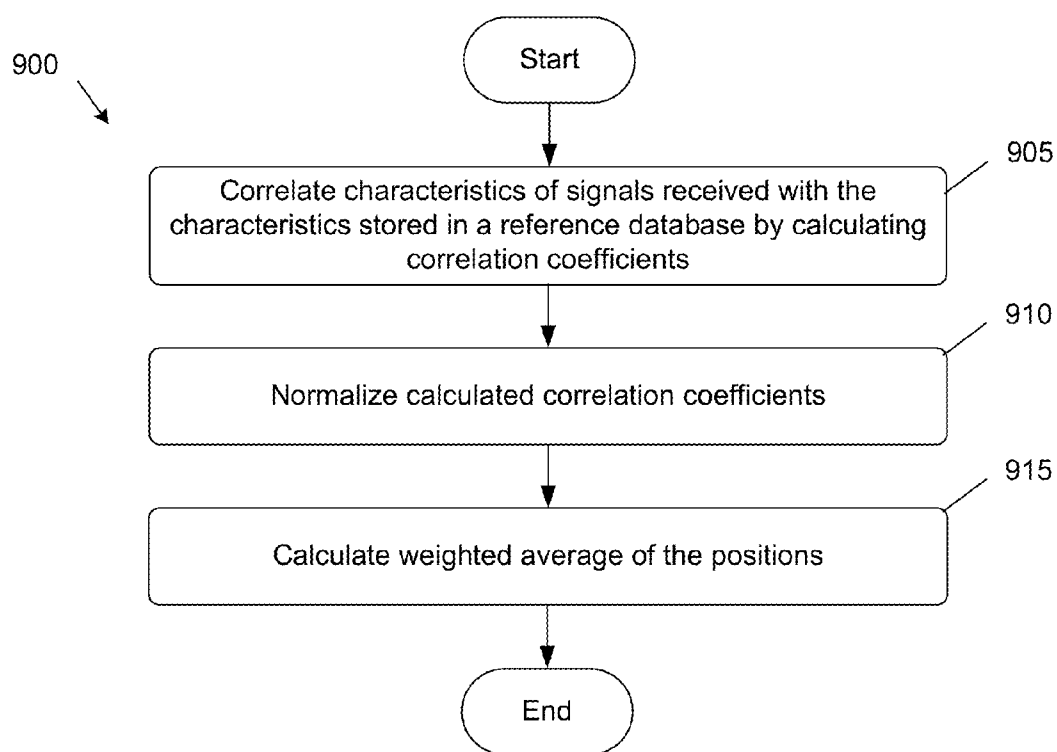 900
Start
905
Correlate characteristics of signals received with the
characteristics stored in a reference database by calculating
correlation coefficients
910
Normalize calculated correlation coefficients
915
Calculate weighted average of the positions
End